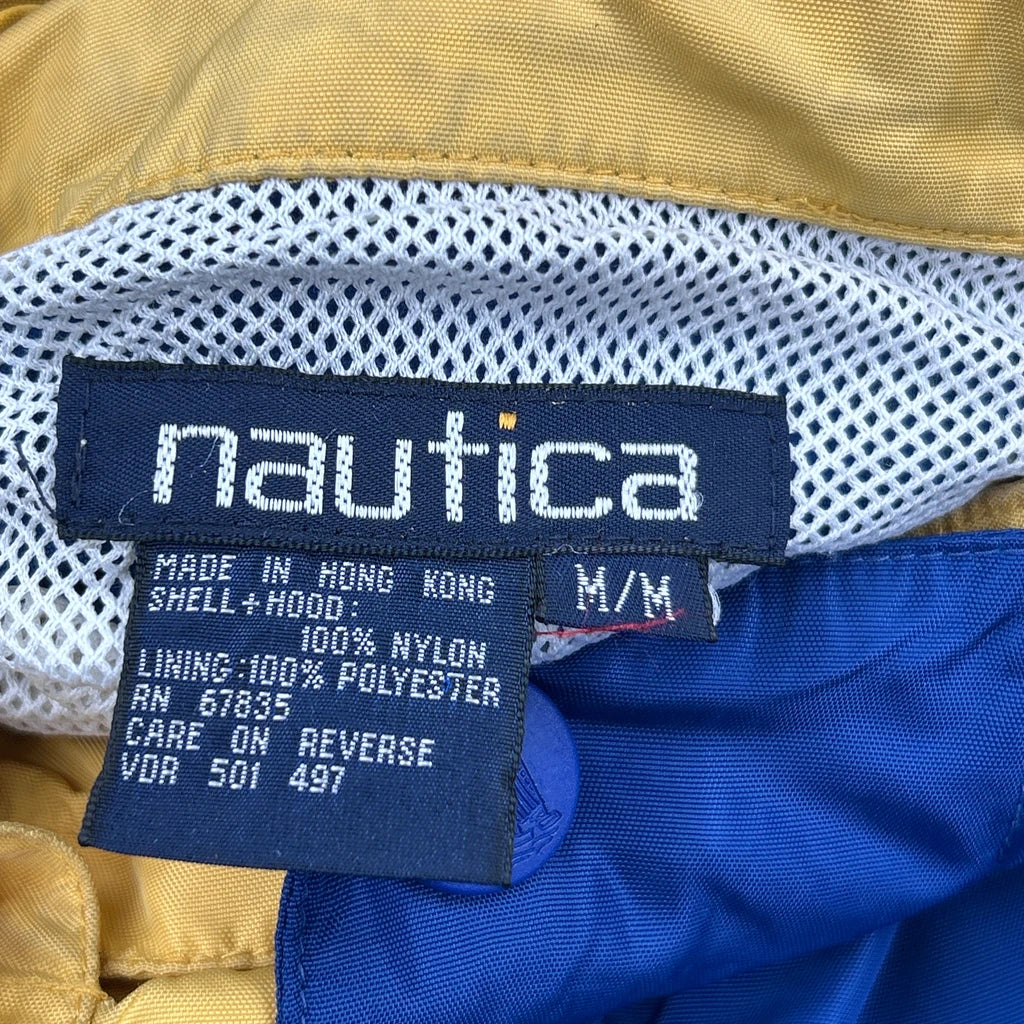 nautica
M/M
MADE IN HONG KONG
SHELL+HOOD:
100% NYLON
LINING:100% POLYESTER
RN 67835
CARE ON REVERSE
VDR 501 497